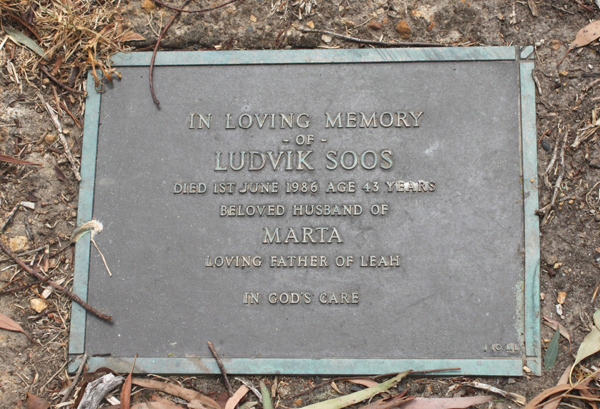 IN LOVING MEMORY
- OF -
LUDVIK SOOS
DIED 1ST JUNE 1986 AGE 43 YEARS
BELOVED HUSBAND OF
MARTA
LOVING FATHER OF LEAH
IN GOD'S CARE